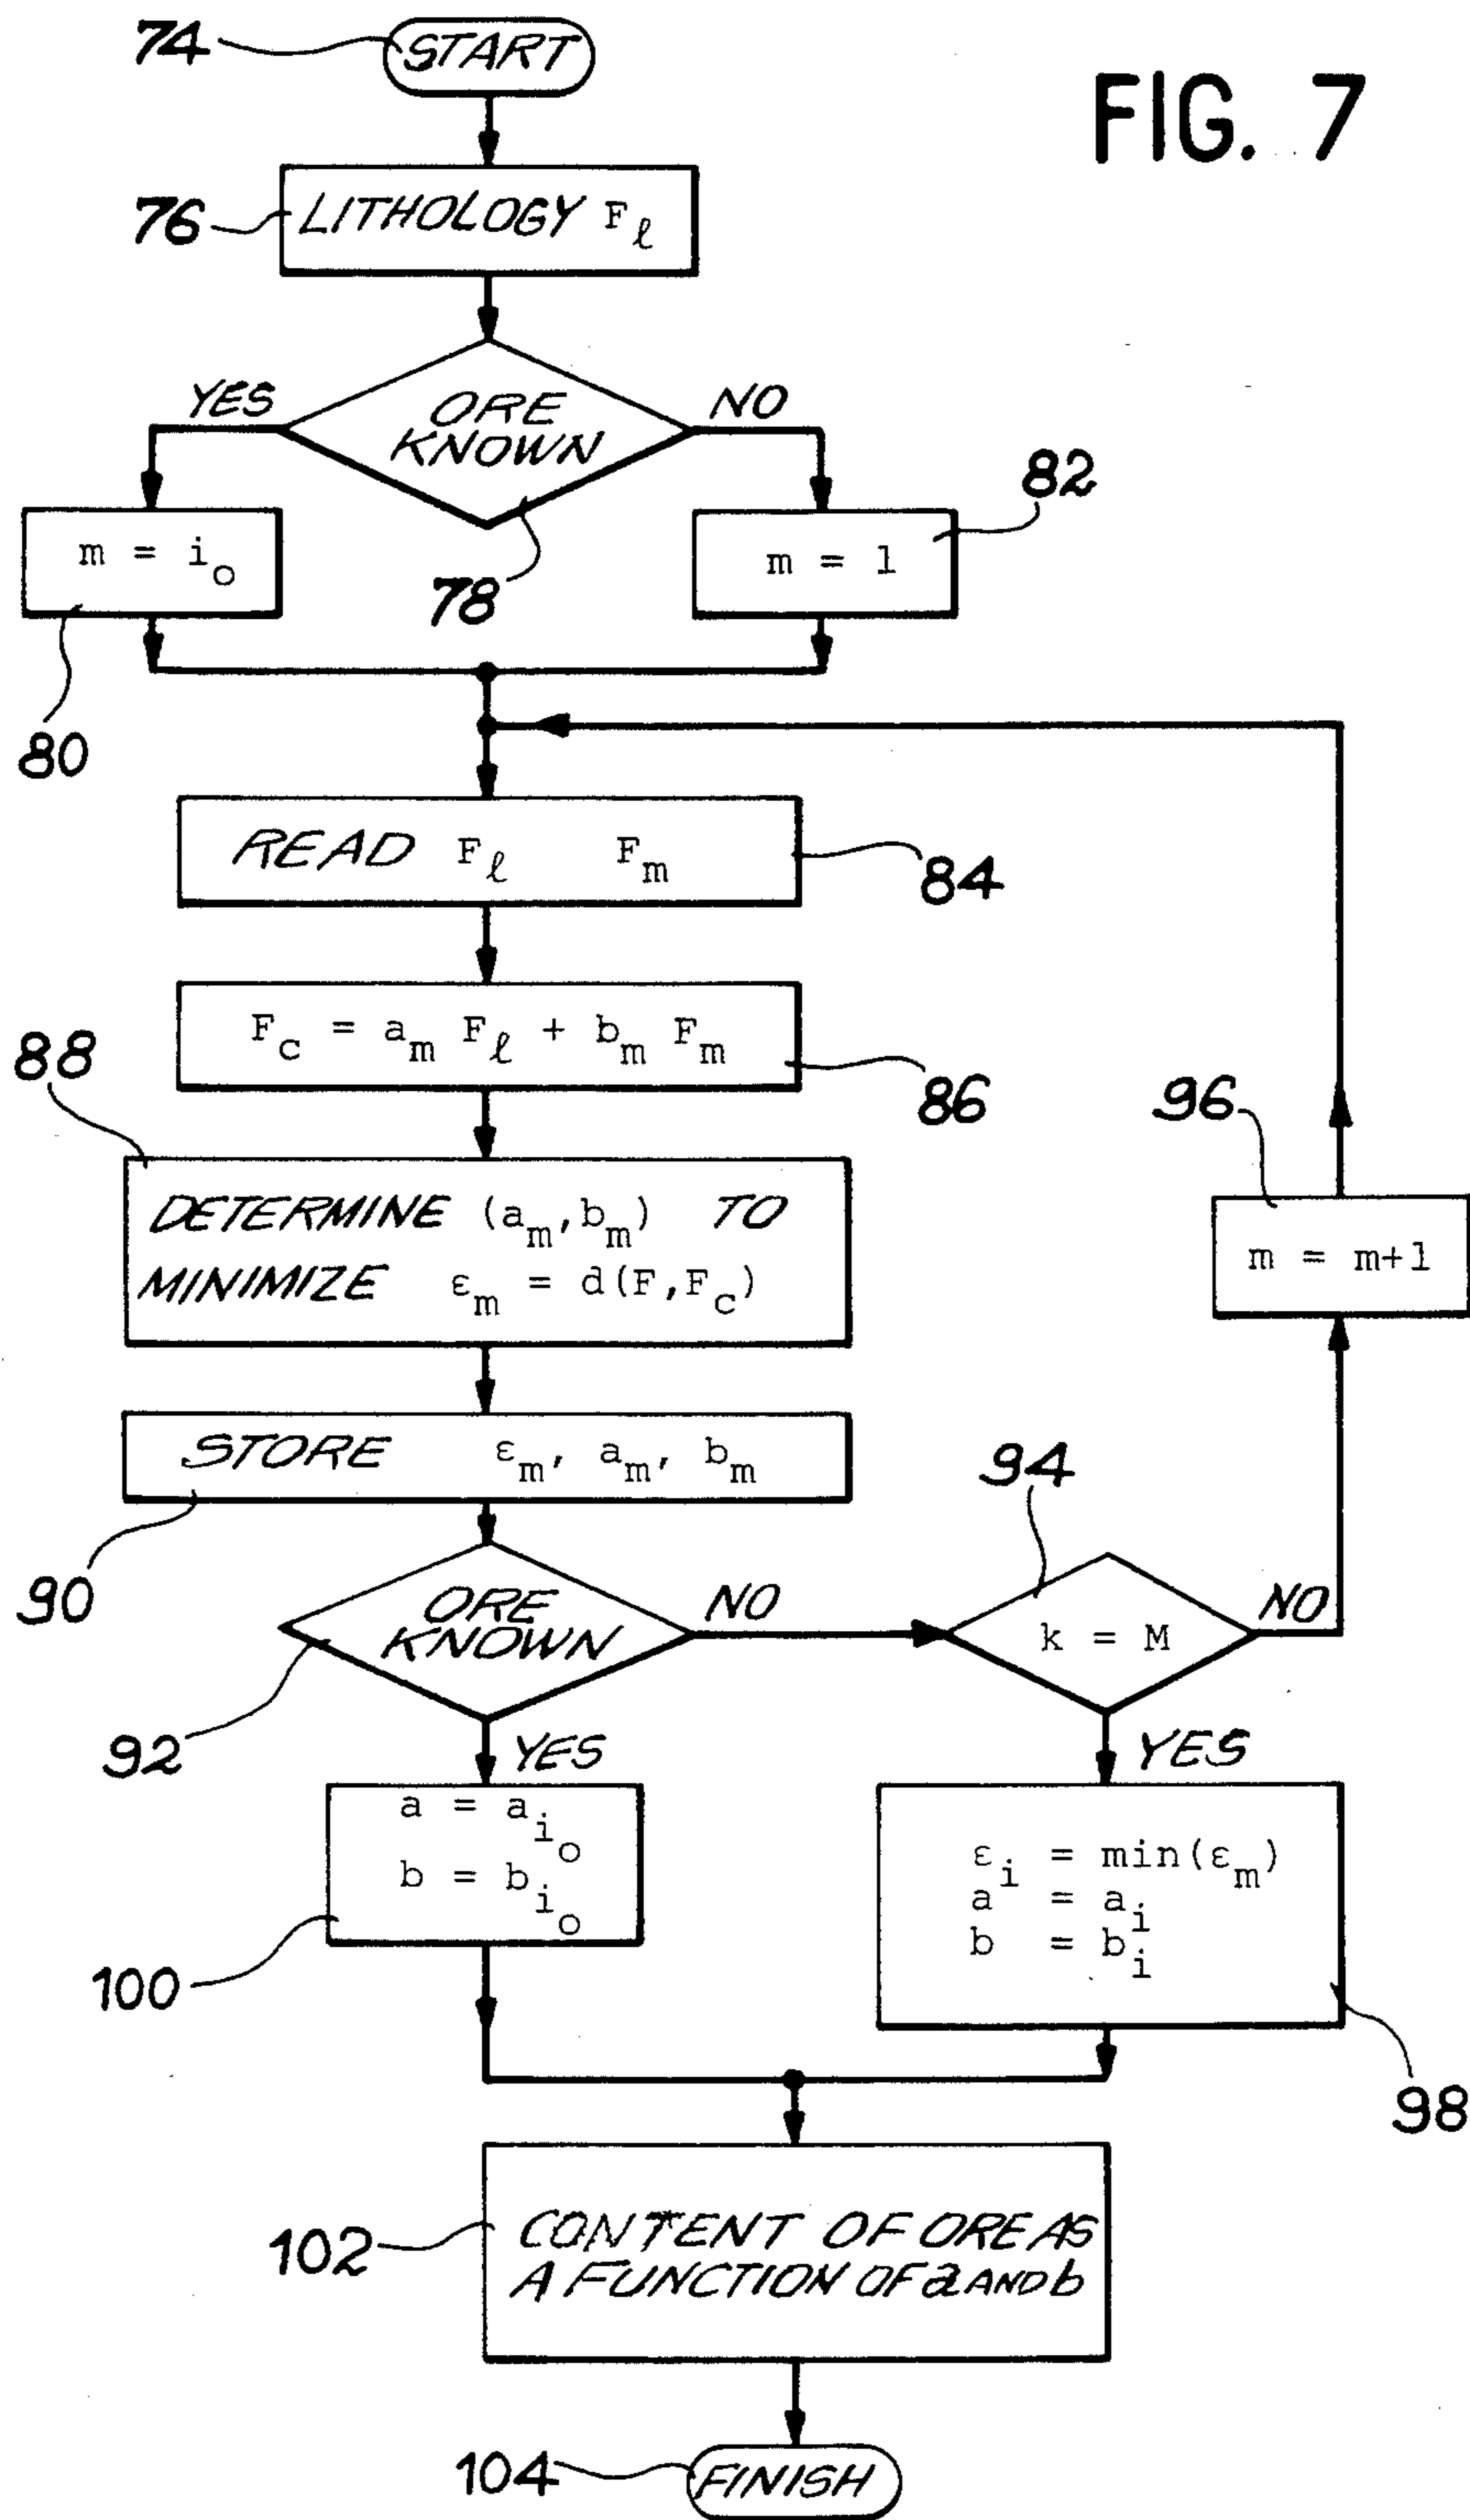 FIG. 7
74
START
76
LITHOLOGY Fℓ
YES
ORE
KNOWN
NO
82
m = i₀
m = 1
78
80
READ Fℓ Fm
84
Fc = am Fℓ + bm Fm
88
86
96
DETERMINE (am,bm) TO
MINIMIZE εm = d(F,Fc)
m = m+1
STORE εm, am, bm
94
90
ORE
KNOWN
NO
k = M
NO
92
YES
YES
a = ai₀
b = bi₀
εi = min(εm)
a = ai
b = bi
100
98
102
CONTENT OF ORE AS
A FUNCTION OF a AND b
104
FINISH